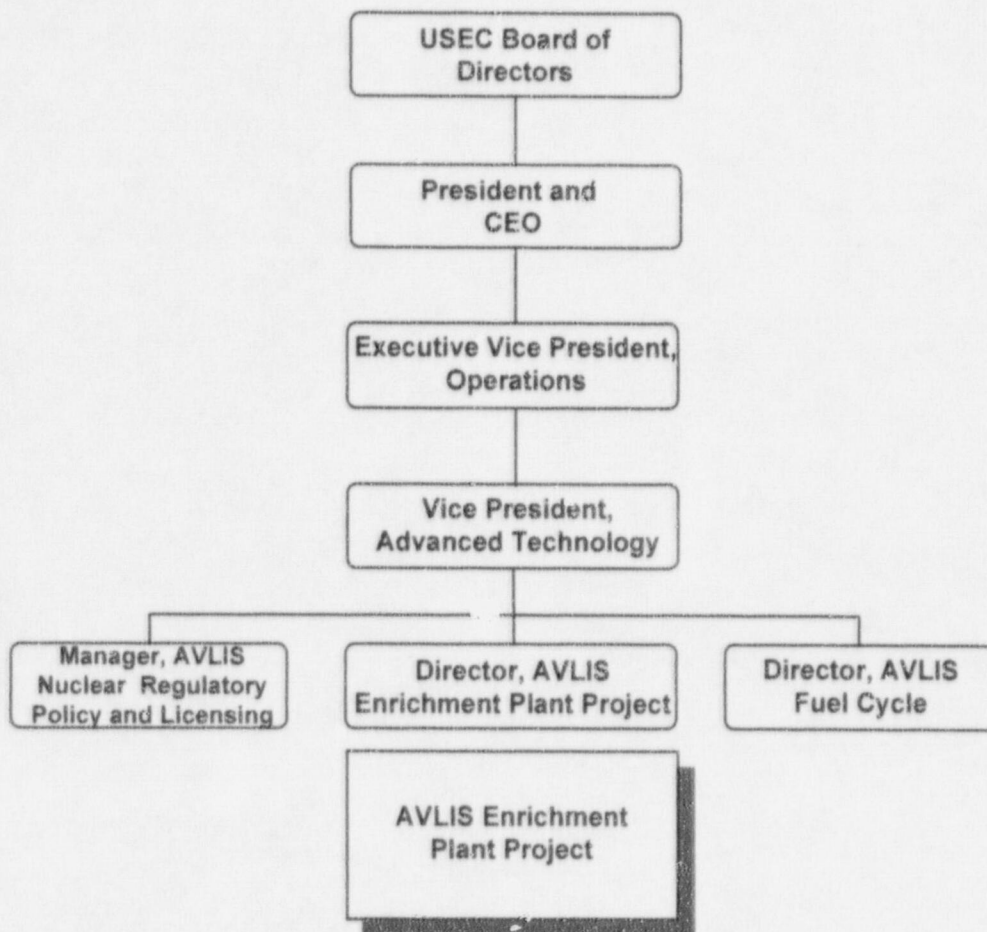 USEC Board of
Directors
President and
CEO
Executive Vice President,
Operations
Vice President,
Advanced Technology
Manager, AVLIS
Nuclear Regulatory
Policy and Licensing
Director, AVLIS
Enrichment Plant Project
Director, AVLIS
Fuel Cycle
AVLIS Enrichment
Plant Project